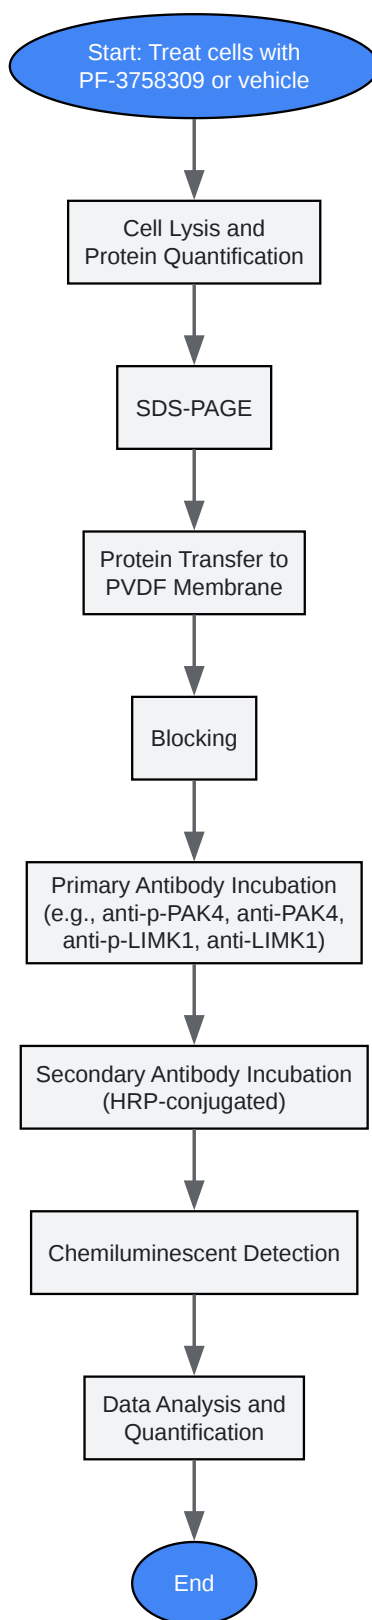 Start: Treat cells with
PF-3758309 or vehicle
Cell Lysis and
Protein Quantification
SDS-PAGE
Protein Transfer to
PVDF Membrane
Blocking
Primary Antibody Incubation
(e.g., anti-p-PAK4, anti-PAK4,
anti-p-LIMK1, anti-LIMK1)
Secondary Antibody Incubation
(HRP-conjugated)
Chemiluminescent Detection
Data Analysis and
Quantification
End